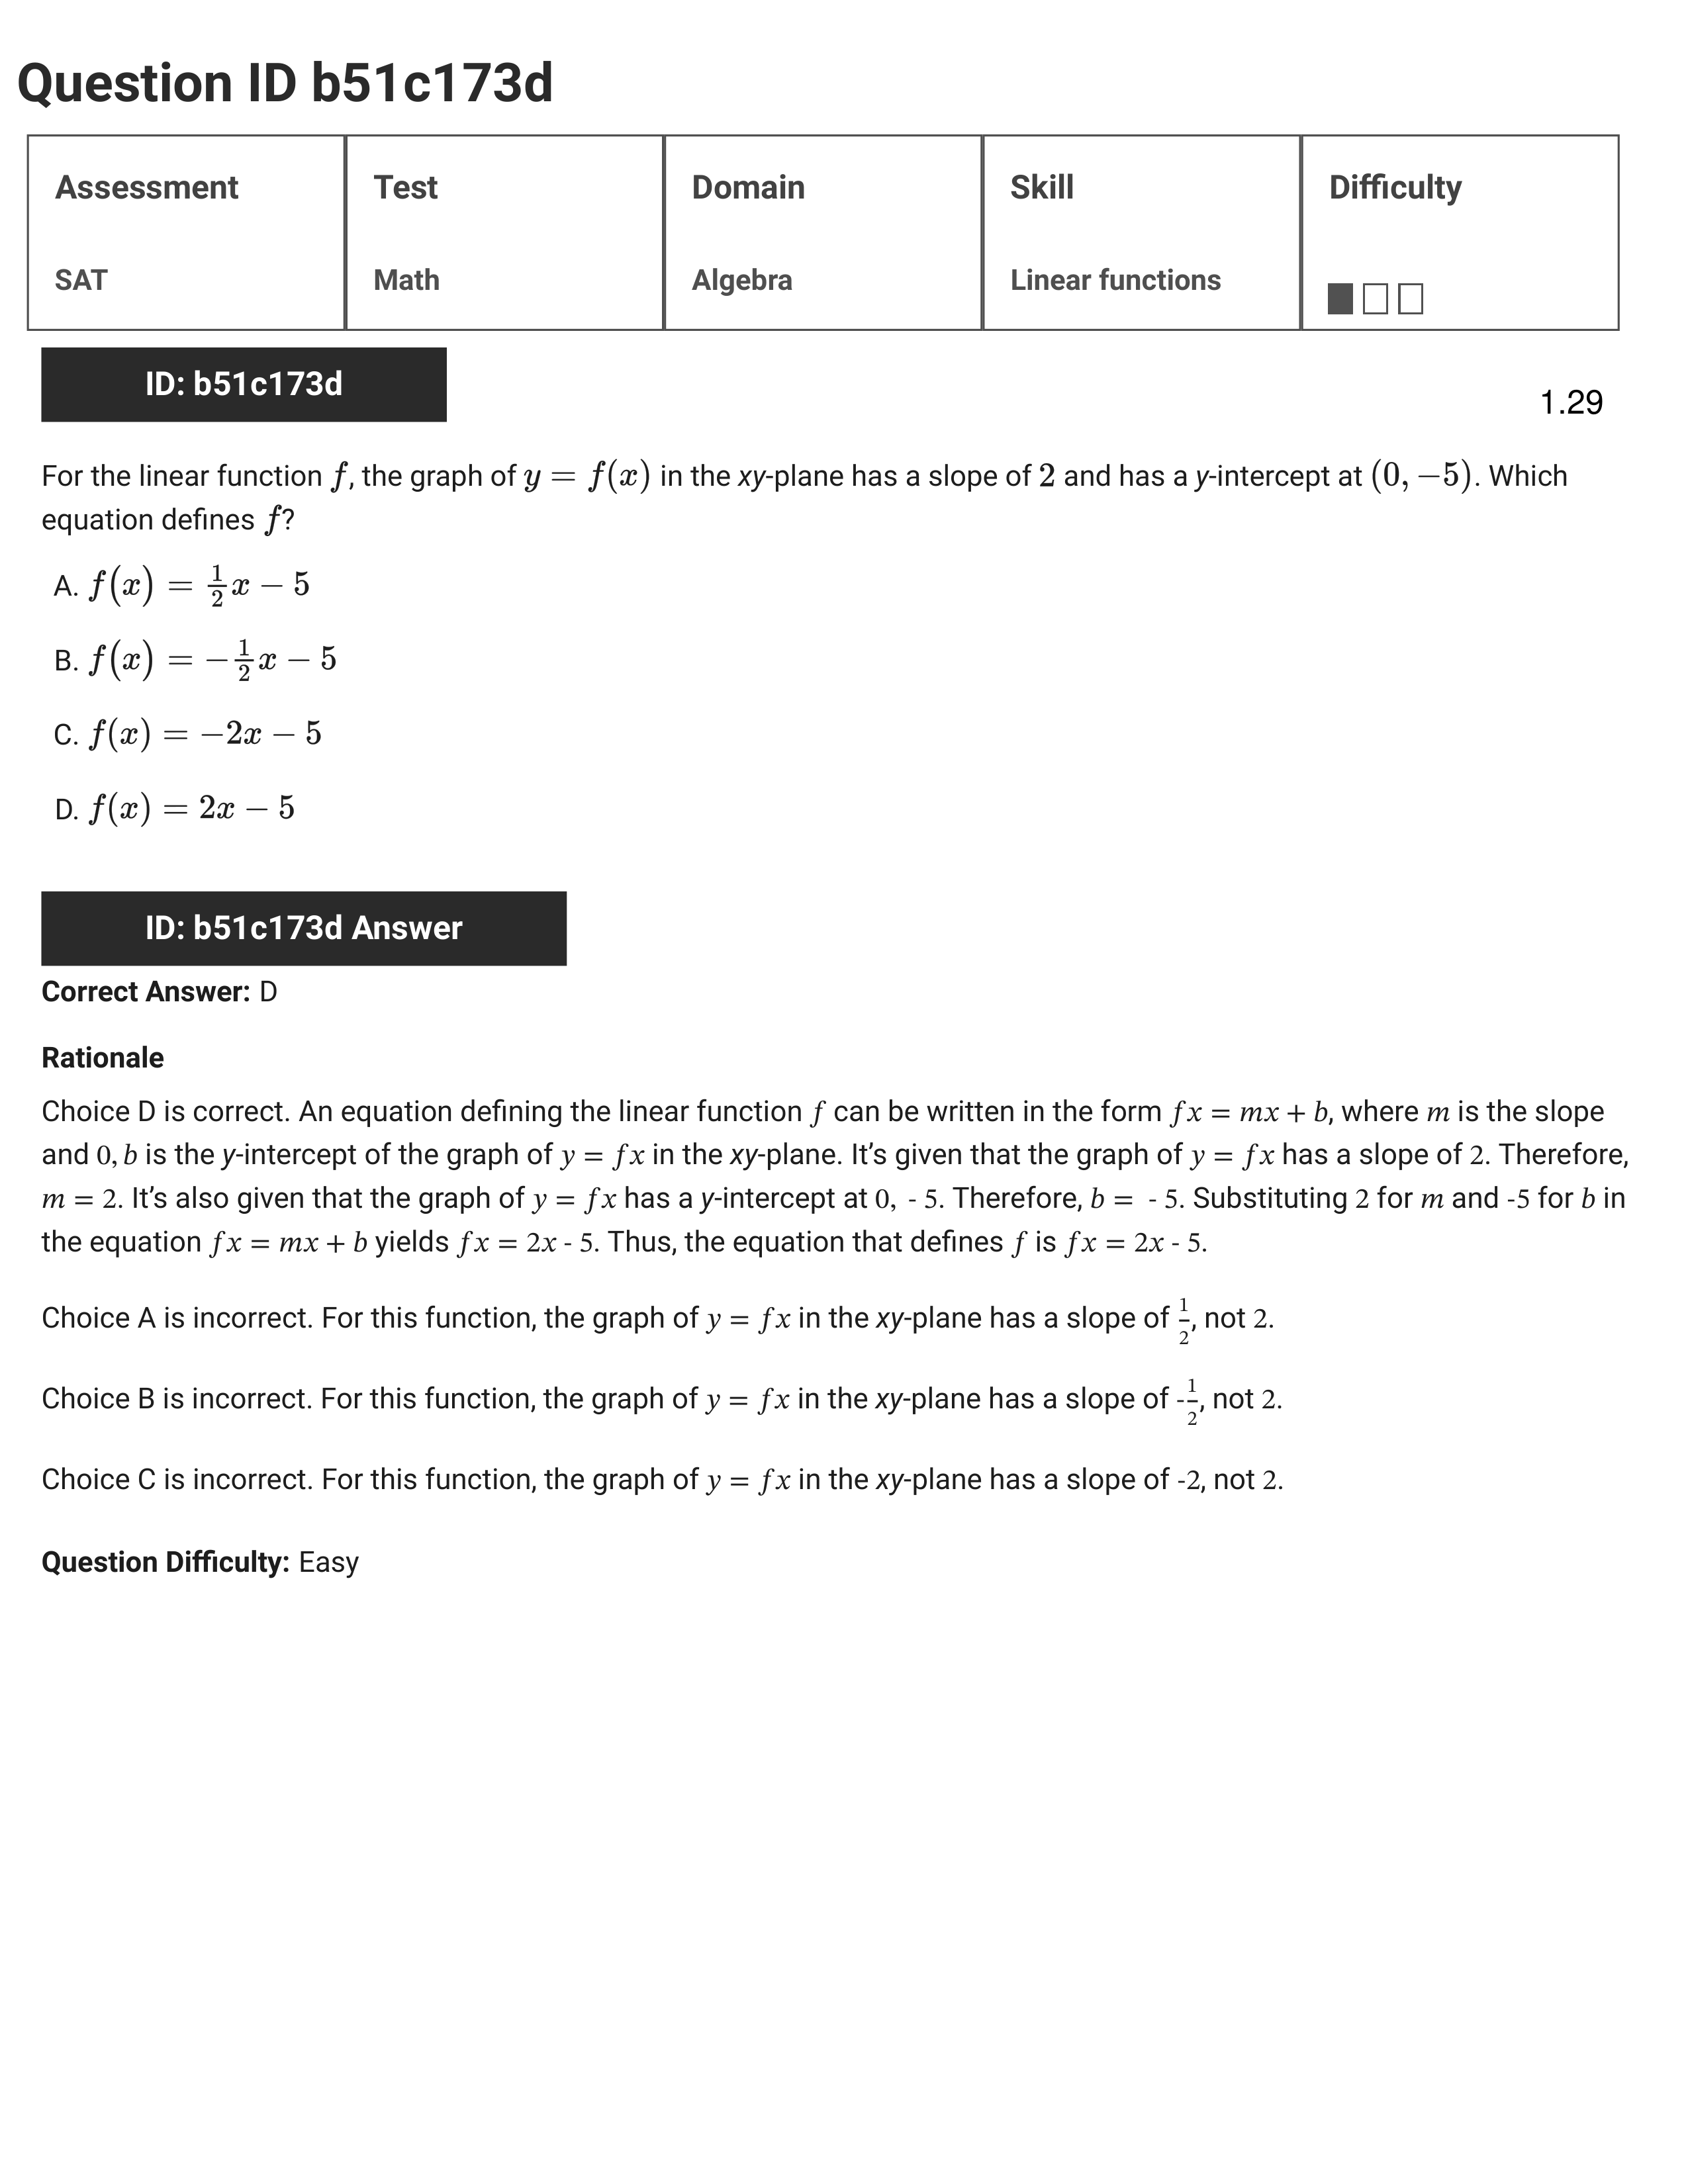 Question ID b51c173d
Assessment Test Domain Skill Difficulty
SAT Math Algebra Linear functions
ID: b51c173d
1.29
For the linear function f, the graph of y = f(x) in the xy-plane has a slope of 2 and has a y-intercept at (0, −5). Which
equation defines f?
A. f(x) = 1/2 x − 5
B. f(x) = −1/2 x − 5
C. f(x) = −2x − 5
D. f(x) = 2x − 5
ID: b51c173d Answer
Correct Answer: D
Rationale
Choice D is correct. An equation defining the linear function f can be written in the form fx = mx + b, where m is the slope
and 0, b is the y-intercept of the graph of y = fx in the xy-plane. It’s given that the graph of y = fx has a slope of 2. Therefore,
m = 2. It’s also given that the graph of y = fx has a y-intercept at 0, - 5. Therefore, b = - 5. Substituting 2 for m and -5 for b in
the equation fx = mx + b yields fx = 2x - 5. Thus, the equation that defines f is fx = 2x - 5.
Choice A is incorrect. For this function, the graph of y = fx in the xy-plane has a slope of 1/2, not 2.
Choice B is incorrect. For this function, the graph of y = fx in the xy-plane has a slope of -1/2, not 2.
Choice C is incorrect. For this function, the graph of y = fx in the xy-plane has a slope of -2, not 2.
Question Difficulty: Easy